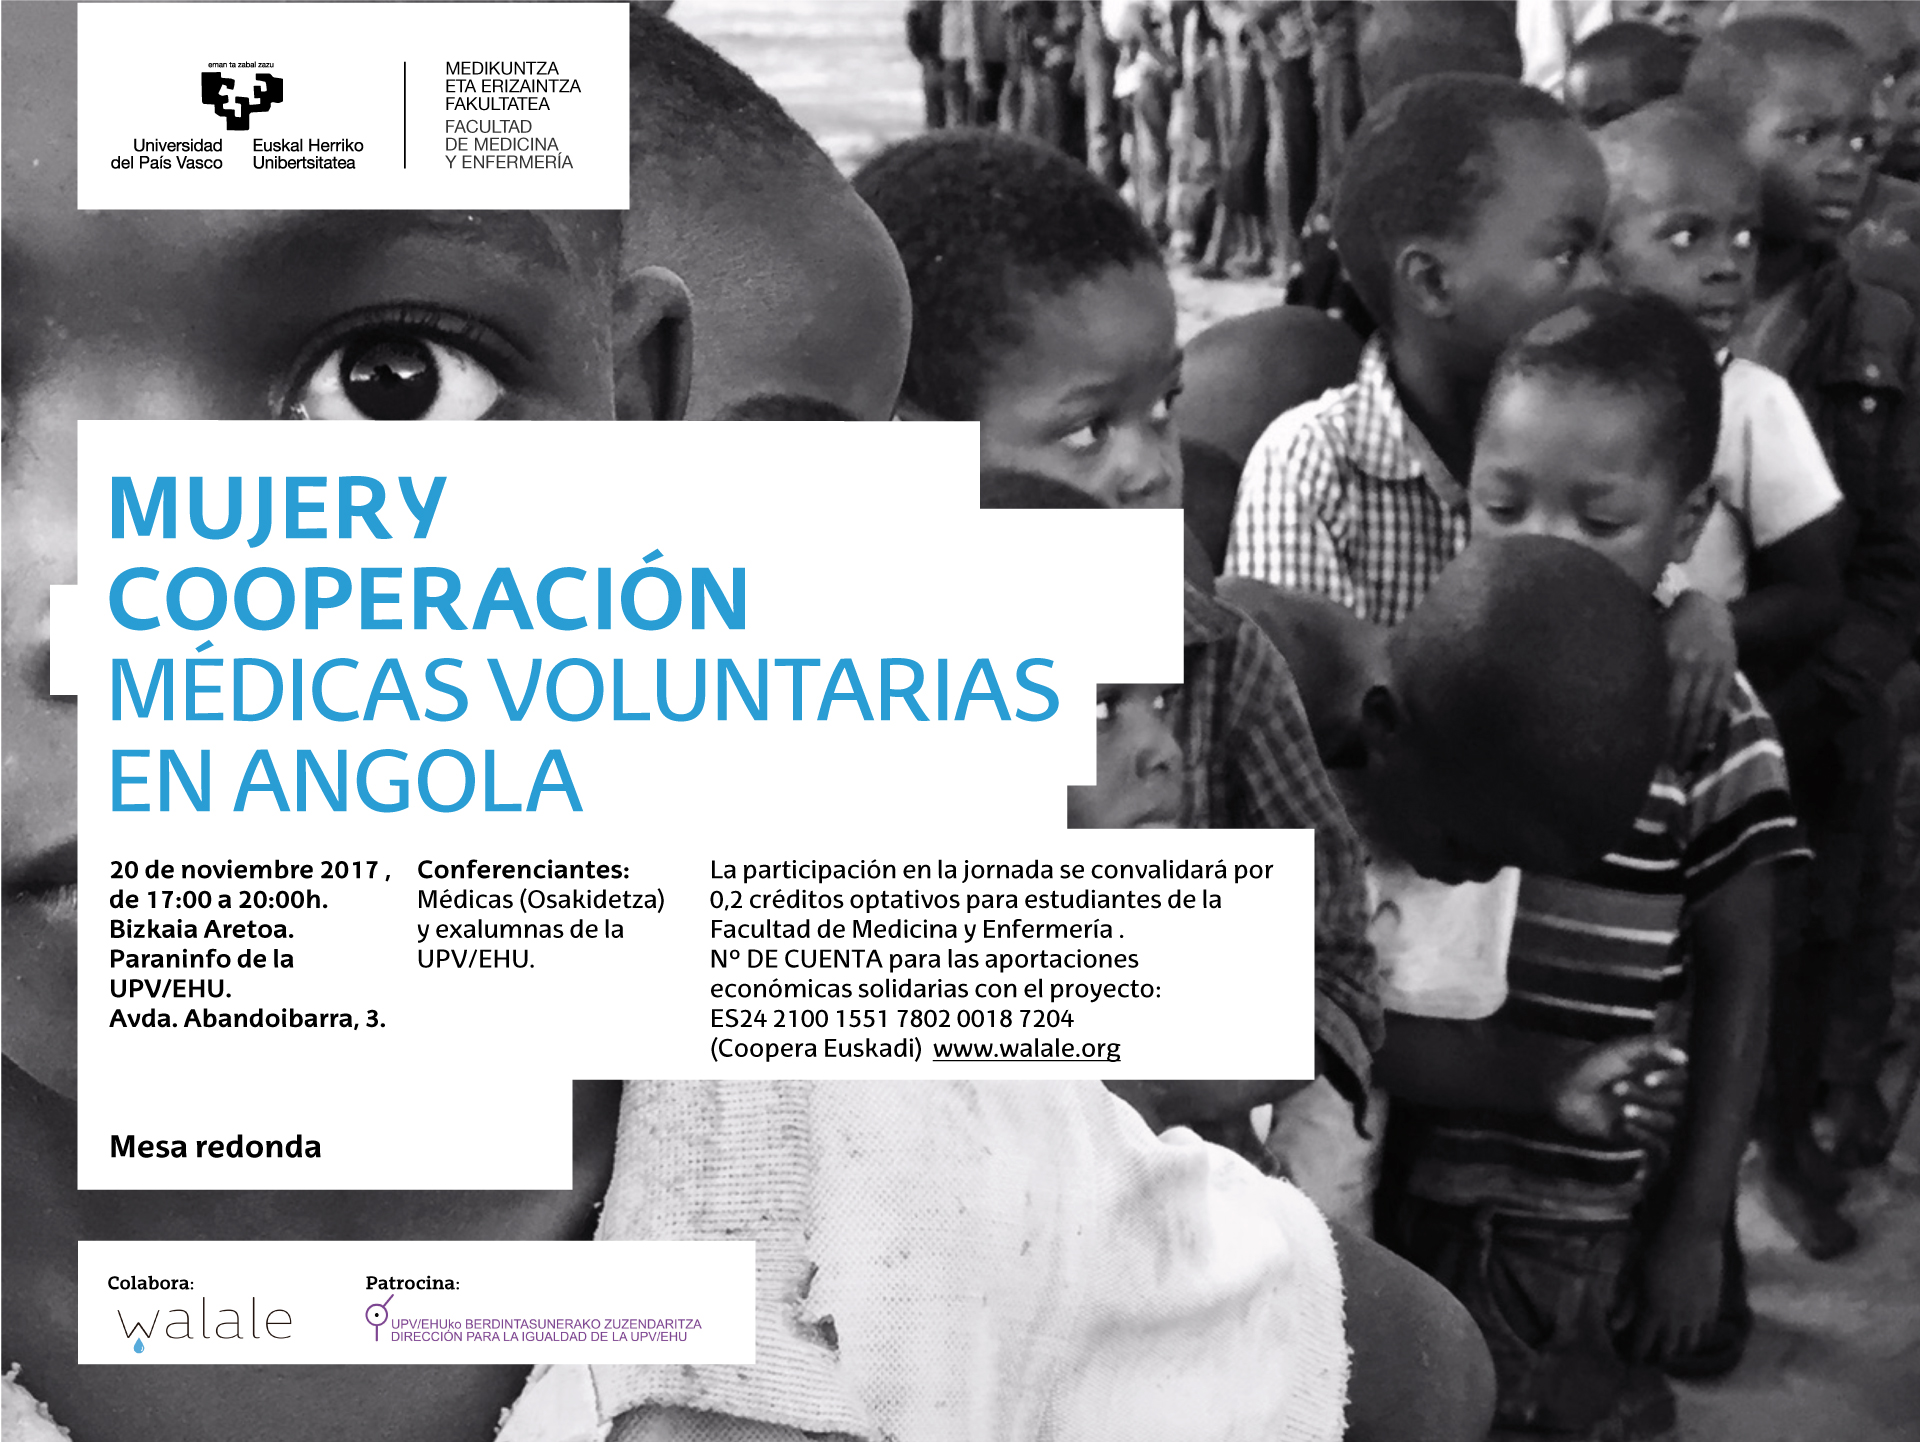 eman ta zabal zazu
Universidad
del País Vasco
Euskal Herriko
Unibertsitatea
MEDIKUNTZA
ETA ERIZAINTZA
FAKULTATEA
FACULTAD
DE MEDICINA
Y ENFERMERÍA
MUJER Y
COOPERACIÓN
MÉDICAS VOLUNTARIAS
EN ANGOLA
20 de noviembre 2017 ,
de 17:00 a 20:00h.
Bizkaia Aretoa.
Paraninfo de la
UPV/EHU.
Avda. Abandoibarra, 3.
Conferenciantes:
Médicas (Osakidetza)
y exalumnas de la
UPV/EHU.
La participación en la jornada se convalidará por
0,2 créditos optativos para estudiantes de la
Facultad de Medicina y Enfermería .
Nº DE CUENTA para las aportaciones
económicas solidarias con el proyecto:
ES24 2100 1551 7802 0018 7204
(Coopera Euskadi) www.walale.org
Mesa redonda
Colabora:
walale
Patrocina:
UPV/EHUko BERDINTASUNERAKO ZUZENDARITZA
DIRECCIÓN PARA LA IGUALDAD DE LA UPV/EHU